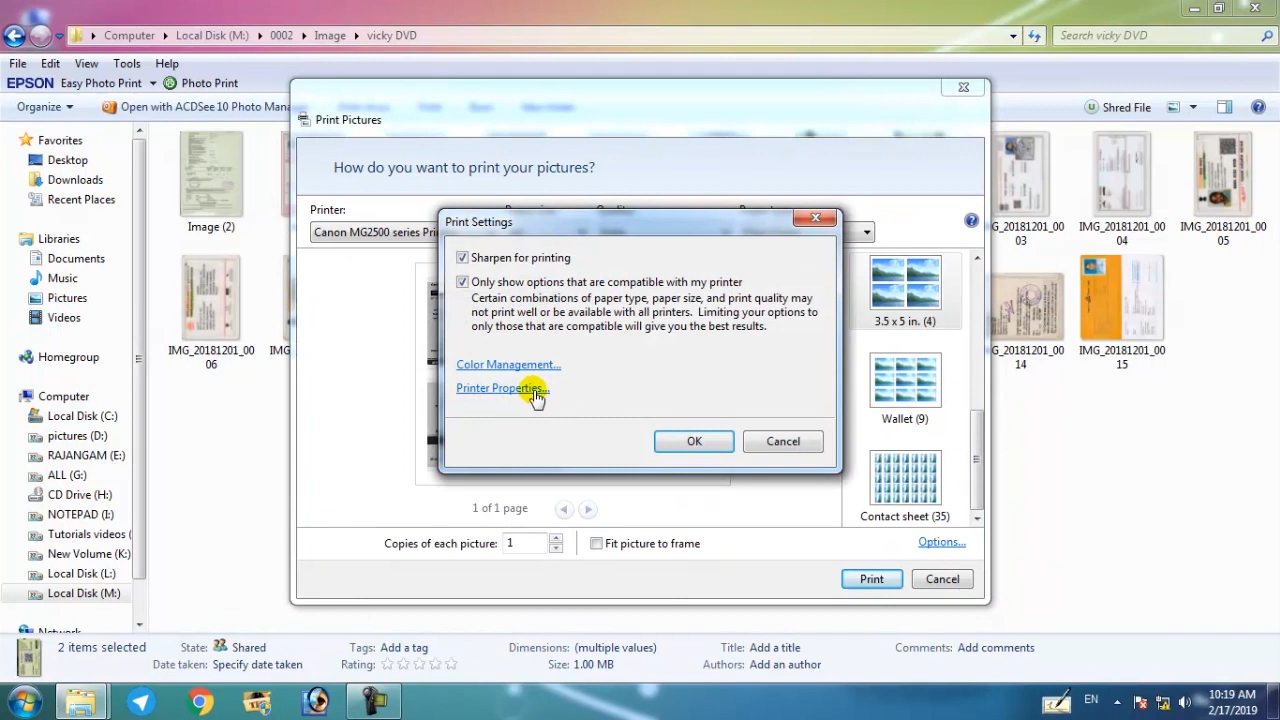 Computer
Local Disk (M:)
0002
Image
vicky DVD
Search vicky DVD
File
Edit
View
Tools
Help
EPSON
Easy Photo Print
Photo Print
Organize
Open with ACDSee 10 Photo Mana
Shred File
Favorites
Desktop
Downloads
Recent Places
Libraries
Documents
Music
Pictures
Videos
Homegroup
Computer
Local Disk (C:)
pictures (D:)
RAJANGAM (E:)
ALL (G:)
CD Drive (H:)
NOTEPAD (I:)
Tutorials videos (
New Volume (K:)
Local Disk (L:)
Local Disk (M:)
Network
Image (2)
IMG_20181201_00
06
IMG_20181201_00
03
IMG_20181201_00
04
IMG_20181201_00
05
IMG_20181201_00
14
IMG_20181201_00
15
Print Pictures
How do you want to print your pictures?
Printer:
Canon MG2500 series Pri
Print Settings
Sharpen for printing
Only show options that are compatible with my printer
Certain combinations of paper type, paper size, and print quality may
not print well or be available with all printers. Limiting your options to
only those that are compatible will give you the best results.
Color Management...
Printer Properties...
OK
Cancel
3.5 x 5 in. (4)
Wallet (9)
Contact sheet (35)
1 of 1 page
Copies of each picture:
1
Fit picture to frame
Options...
Print
Cancel
2 items selected
State:
Shared
Date taken: Specify date taken
Tags: Add a tag
Rating:
Dimensions: (multiple values)
Size: 1.00 MB
Title: Add a title
Authors: Add an author
Comments: Add comments
EN
10:19 AM
2/17/2019